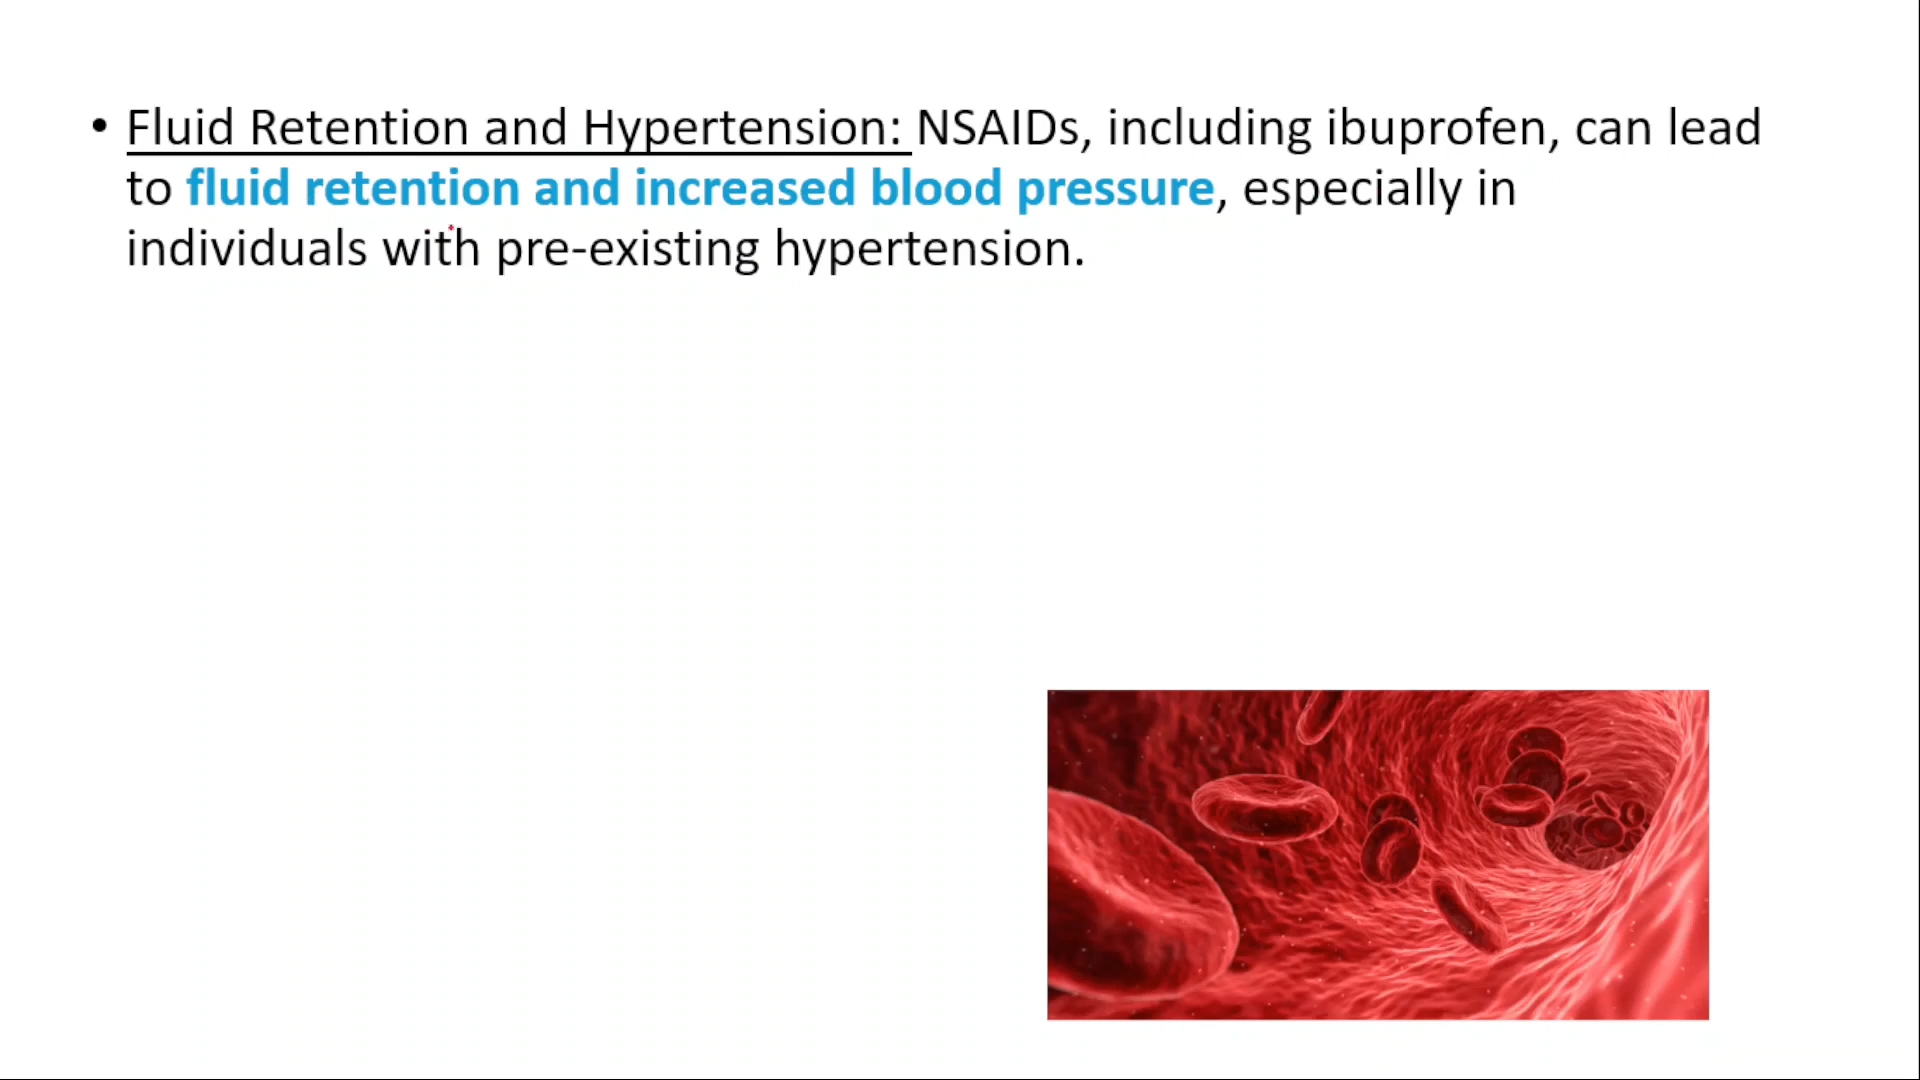 • Fluid Retention and Hypertension: NSAIDs, including ibuprofen, can lead
to fluid retention and increased blood pressure, especially in
individuals with pre-existing hypertension.